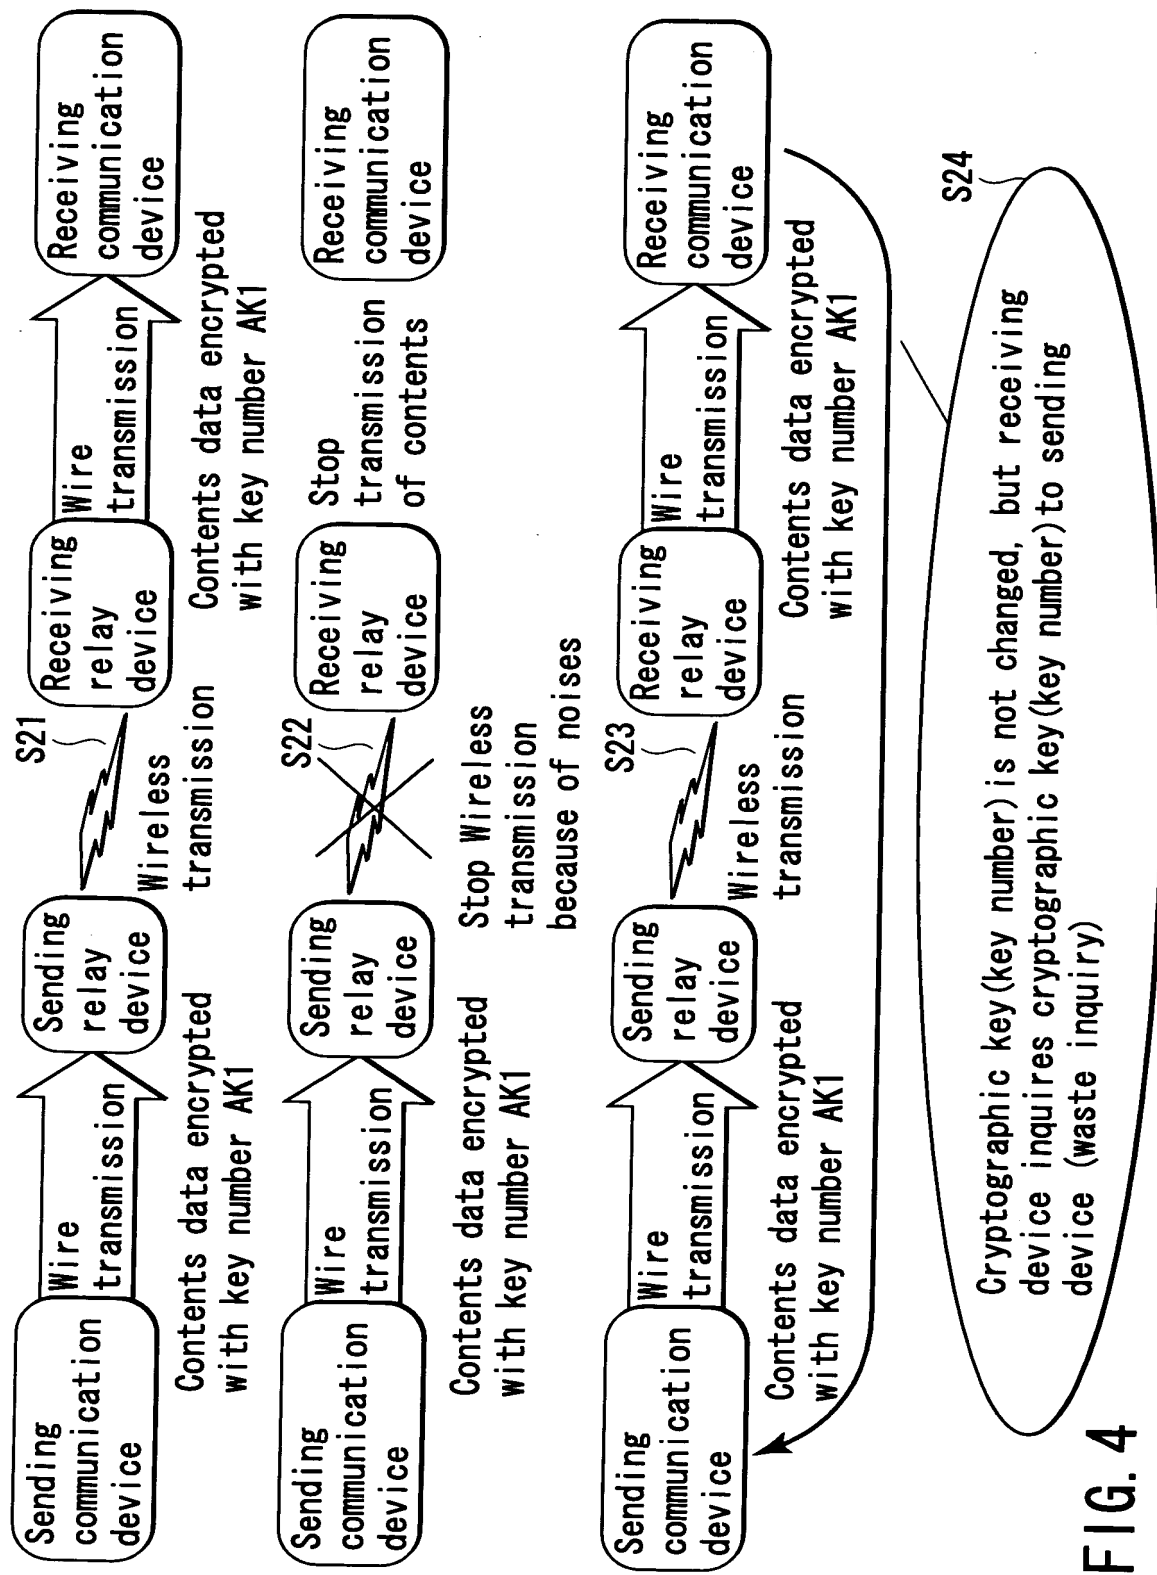 Sending
communication
device
Wire
transmission
Contents data encrypted
with key number AK1
Sending
relay
device
S21
Wireless
transmission
Receiving
relay
device
Wire
transmission
Contents data encrypted
with key number AK1
Receiving
communication
device
Sending
communication
device
Wire
transmission
Contents data encrypted
with key number AK1
Sending
relay
device
S22
Stop Wireless
transmission
because of noises
Receiving
relay
device
Stop
transmission
of contents
Receiving
communication
device
Sending
communication
device
Wire
transmission
Contents data encrypted
with key number AK1
Sending
relay
device
S23
Wireless
transmission
Receiving
relay
device
Wire
transmission
Contents data encrypted
with key number AK1
Receiving
communication
device
S24
Cryptographic key(key number)is not changed, but receiving
device inquires cryptographic key(key number)to sending
device (waste inquiry)
FIG. 4